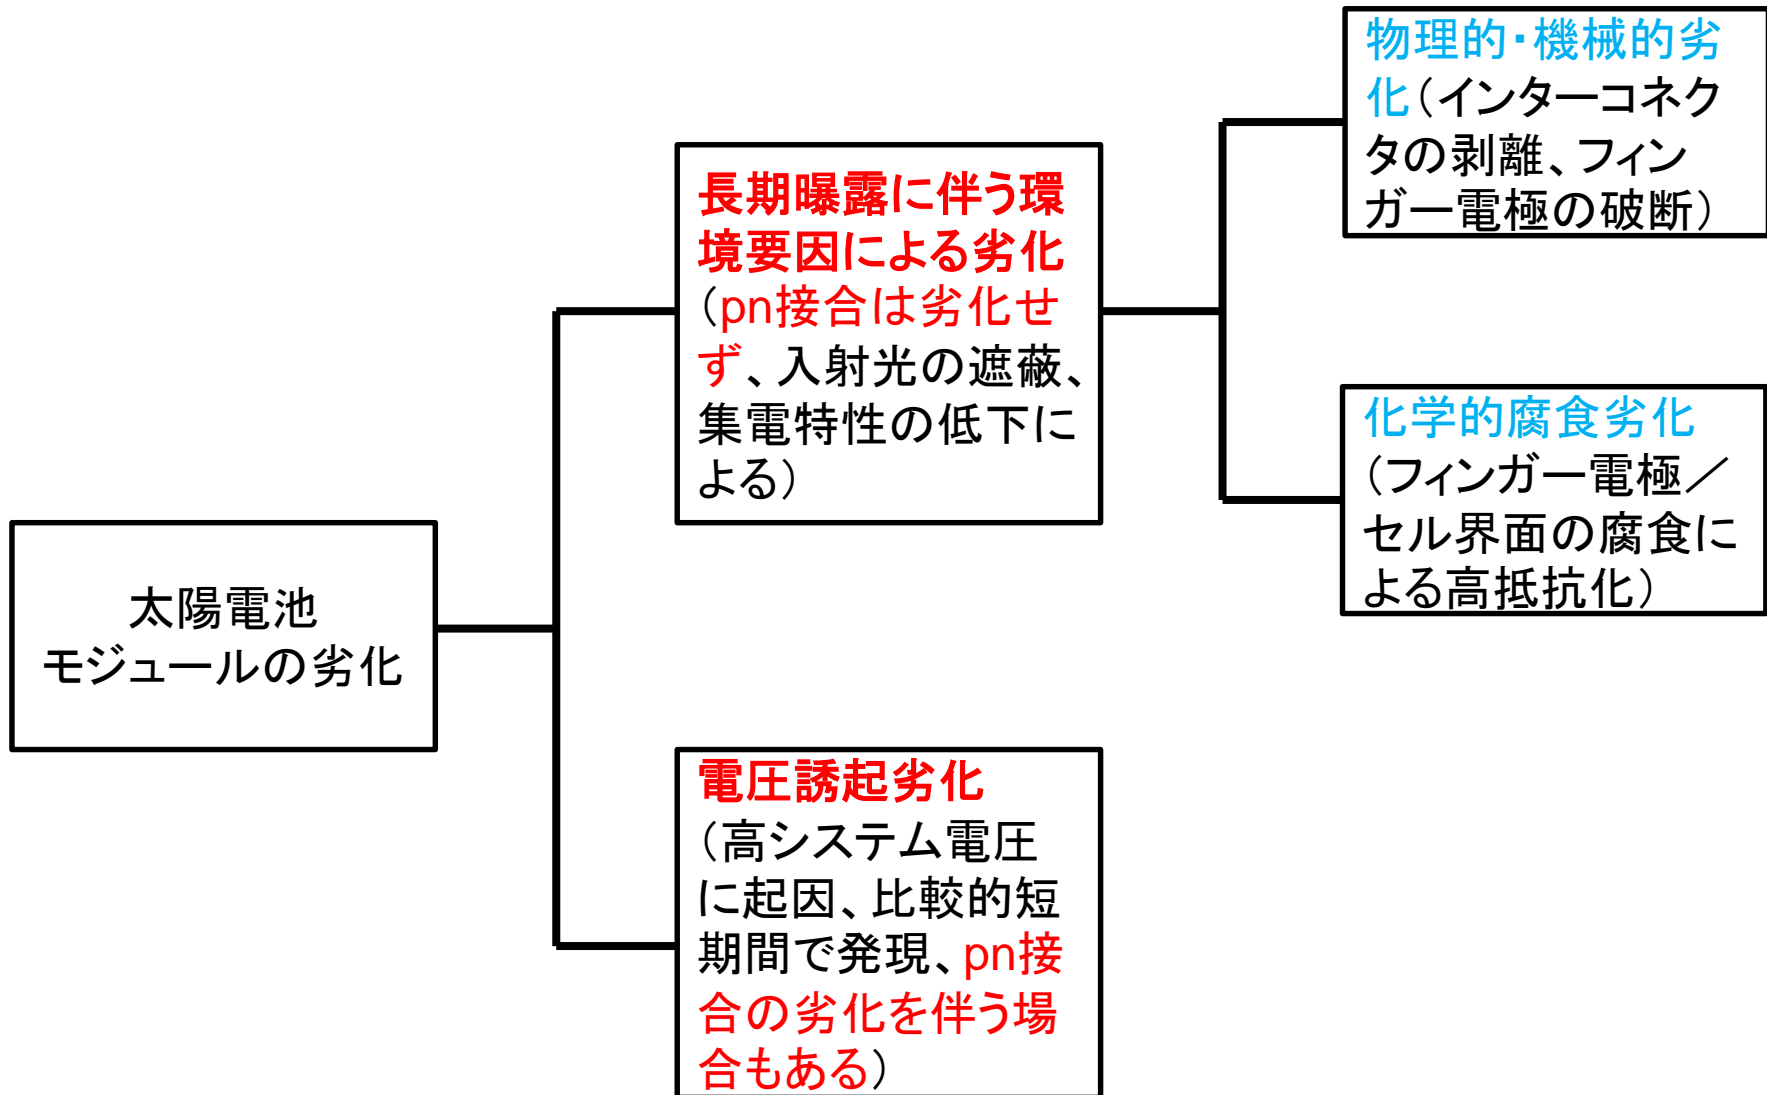 太陽電池
モジュールの劣化
長期曝露に伴う環
境要因による劣化
（pn接合は劣化せ
ず、入射光の遮蔽、
集電特性の低下に
よる）
電圧誘起劣化
（高システム電圧
に起因、比較的短
期間で発現、pn接
合の劣化を伴う場
合もある）
物理的・機械的劣
化（インターコネク
タの剥離、フィン
ガー電極の破断）
化学的腐食劣化
（フィンガー電極／
セル界面の腐食に
よる高抵抗化）